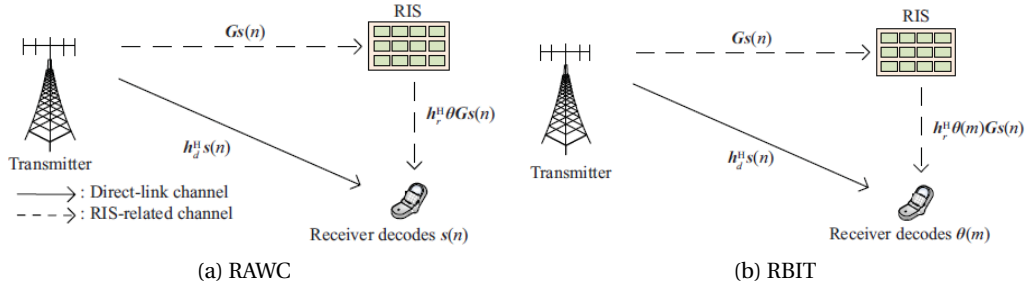 RIS
Gs(n)
h_r^H θGs(n)
h_d^H s(n)
Transmitter
: Direct-link channel
: RIS-related channel
Receiver decodes s(n)
(a) RAWC
RIS
Gs(n)
h_r^H θ(m)Gs(n)
h_d^H s(n)
Transmitter
Receiver decodes θ(m)
(b) RBIT